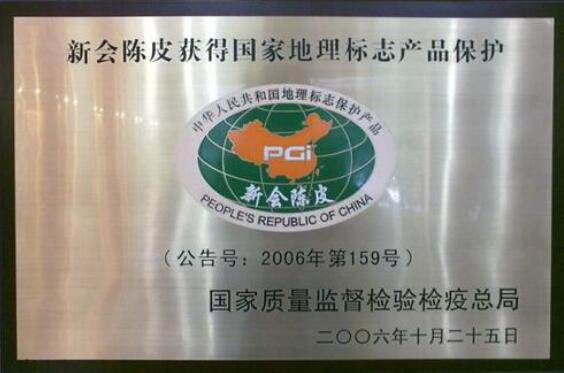 新会陈皮获得国家地理标志产品保护
中华人民共和国地理标志保护产品
PGi
新会陈皮
PEOPLE'S REPUBLIC OF CHINA
(公告号：2006年第159号)
国家质量监督检验检疫总局
二〇〇六年十月二十五日